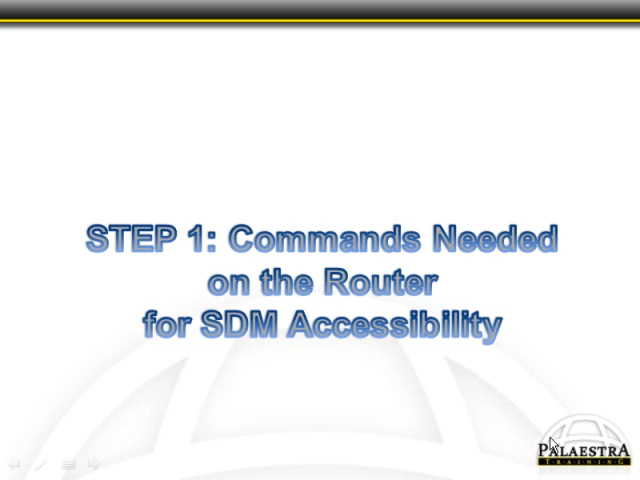 STEP 1: Commands Needed
on the Router
for SDM Accessibility
PALAESTRA
TRAINING